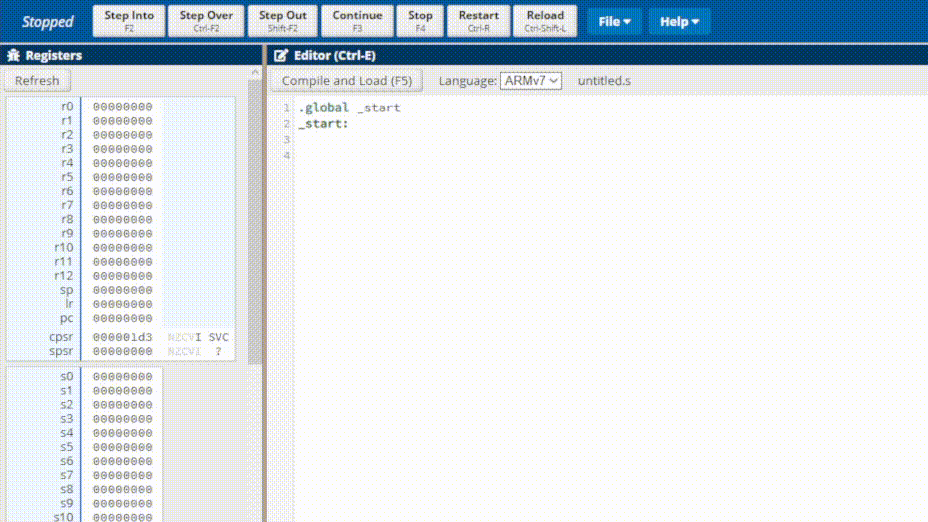 Stopped
Step Into
F2
Step Over
Ctrl-F2
Step Out
Shift-F2
Continue
F3
Stop
F4
Restart
Ctrl-R
Reload
Ctrl-Shift-L
File
Help
Registers
Editor (Ctrl-E)
Refresh
Compile and Load (F5) Language: ARMv7 untitled.s
r0 00000000
r1 00000000
r2 00000000
r3 00000000
r4 00000000
r5 00000000
r6 00000000
r7 00000000
r8 00000000
r9 00000000
r10 00000000
r11 00000000
r12 00000000
sp 00000000
lr 00000000
pc 00000000
cpsr 000001d3 NZCVI SVC
spsr 00000000 NZCVI ?
s0 00000000
s1 00000000
s2 00000000
s3 00000000
s4 00000000
s5 00000000
s6 00000000
s7 00000000
s8 00000000
s9 00000000
s10 00000000
1 .global _start
2 _start:
3
4